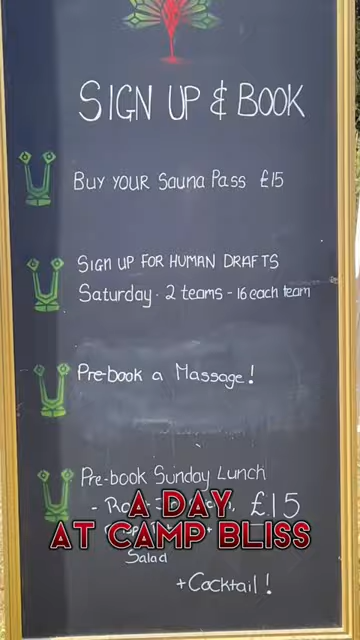 SIGN UP & BOOK
BUY YOUR Sauna Pass £15
SIGN UP FOR HUMAN DRAFTS
Saturday - 2 teams - 16 each team
Pre-book a Massage!
Pre-book Sunday Lunch
£15
A DAY
AT CAMP BLISS
Salad
+ Cocktail!